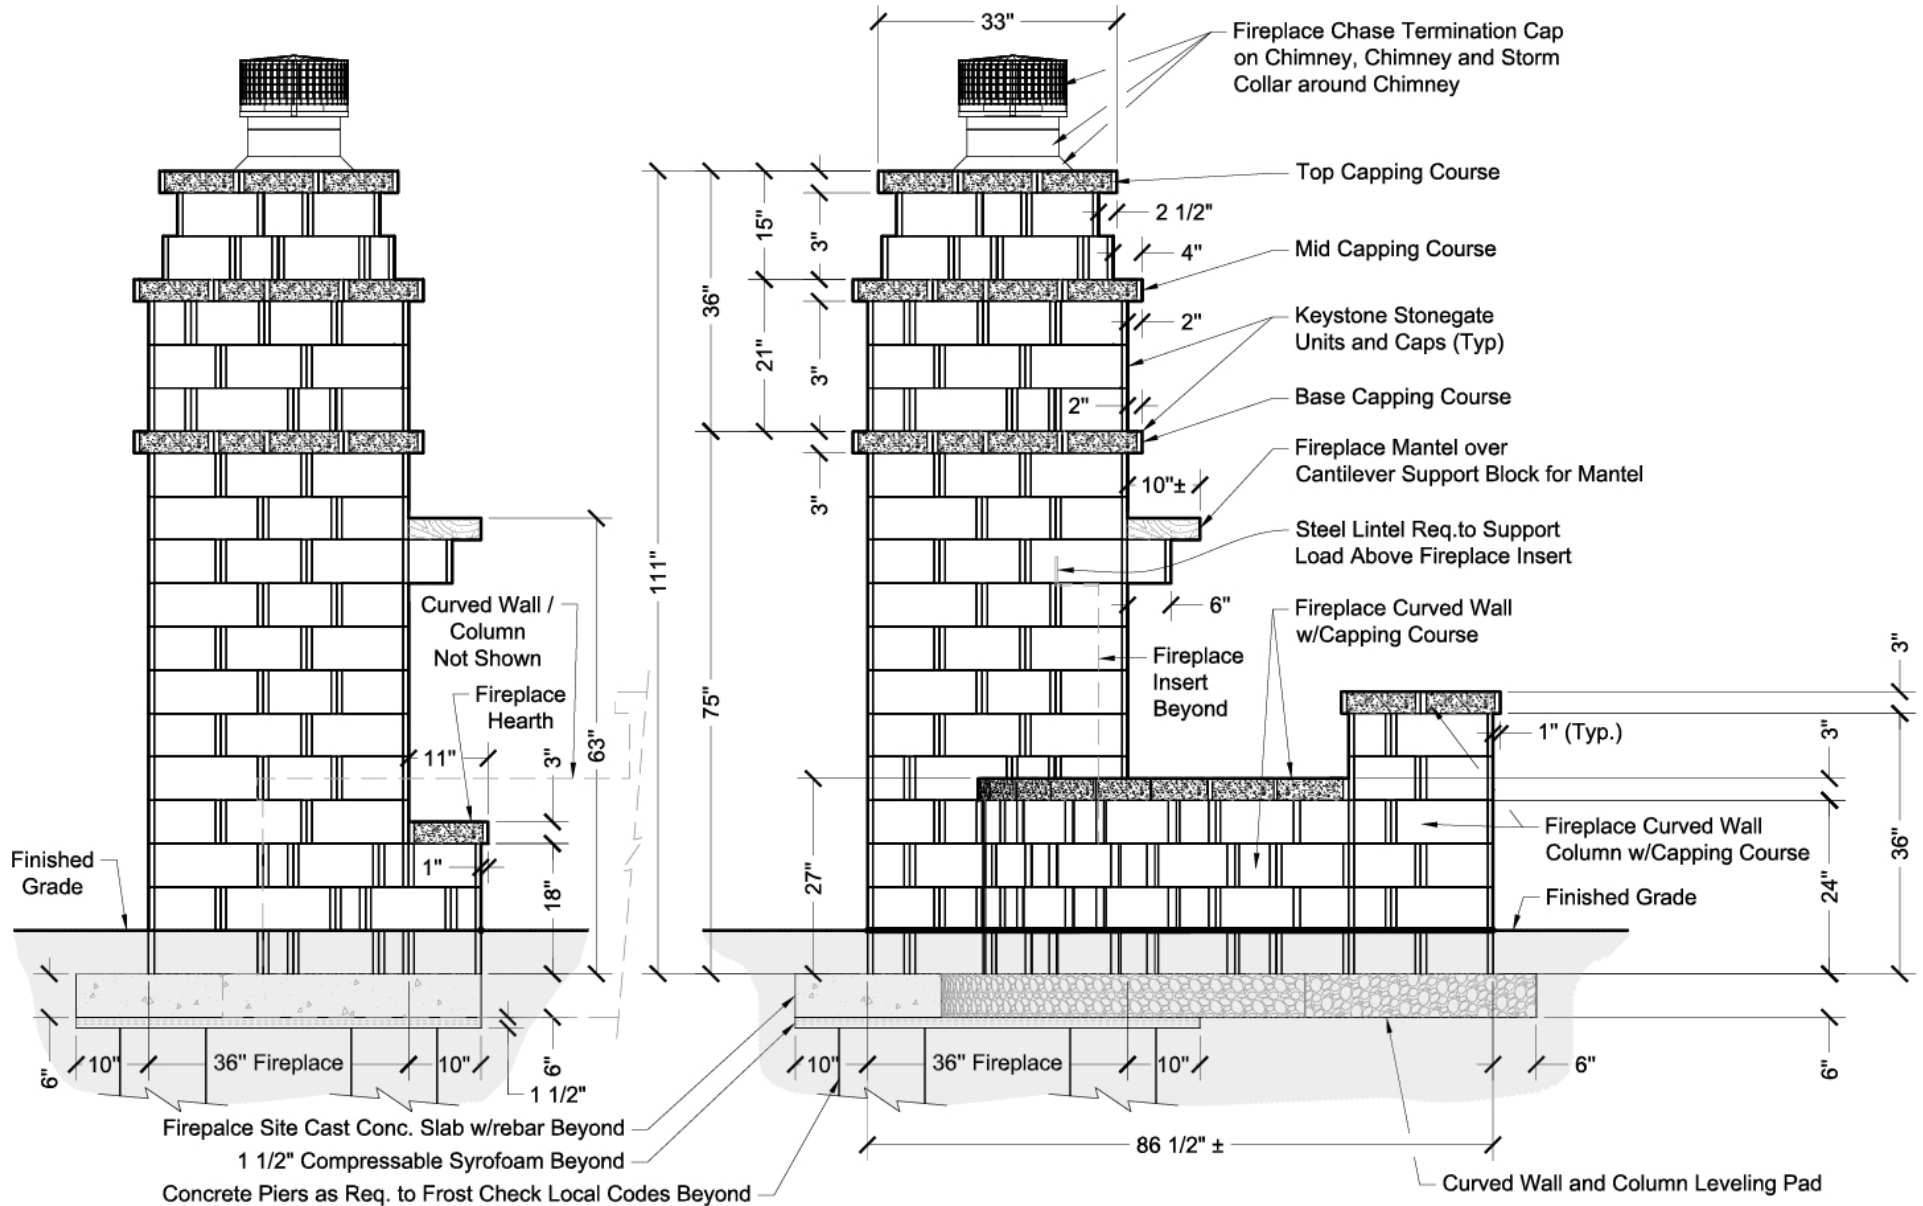 33"
Fireplace Chase Termination Cap
on Chimney, Chimney and Storm
Collar around Chimney
Top Capping Course
2 1/2"
15"
3"
4"
Mid Capping Course
36"
Keystone Stonegate
Units and Caps (Typ)
2"
21"
3"
2"
Base Capping Course
Fireplace Mantel over
Cantilever Support Block for Mantel
10"±
3"
Steel Lintel Req.to Support
Load Above Fireplace Insert
111"
Curved Wall /
Column
Not Shown
6"
Fireplace Curved Wall
w/Capping Course
Fireplace
Insert
Beyond
3"
Fireplace
Hearth
75"
63"
11"
3"
1" (Typ.)
3"
Fireplace Curved Wall
Column w/Capping Course
Finished
Grade
1"
18"
27"
24"
36"
Finished Grade
6"
10"
36" Fireplace
10"
6"
1 1/2"
10"
36" Fireplace
10"
6"
6"
Firepalce Site Cast Conc. Slab w/rebar Beyond
1 1/2" Compressable Syrofoam Beyond
Concrete Piers as Req. to Frost Check Local Codes Beyond
86 1/2" ±
Curved Wall and Column Leveling Pad